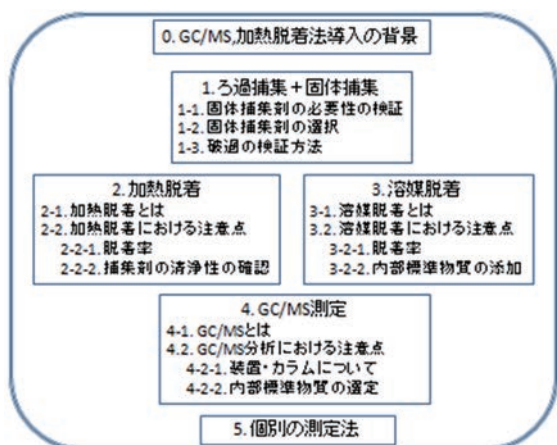 0. GC/MS,加熱脱着法導入の背景
1.ろ過捕集+固体捕集
1-1.固体捕集剤の必要性の検証
1-2.固体捕集剤の選択
1-3.破過の検証方法
2.加熱脱着
2-1.加熱脱着とは
2-2.加熱脱着における注意点
2-2-1.脱着率
2-2-2.捕集剤の清浄性の確認
3.溶媒脱着
3-1.溶媒脱着とは
3-2.溶媒脱着における注意点
3-2-1.脱着率
3-2-2.内部標準物質の添加
4.GC/MS測定
4-1.GC/MSとは
4.2.GC/MS分析における注意点
4-2-1.装置・カラムについて
4-2-2.内部標準物質の選定
5.個別の測定法